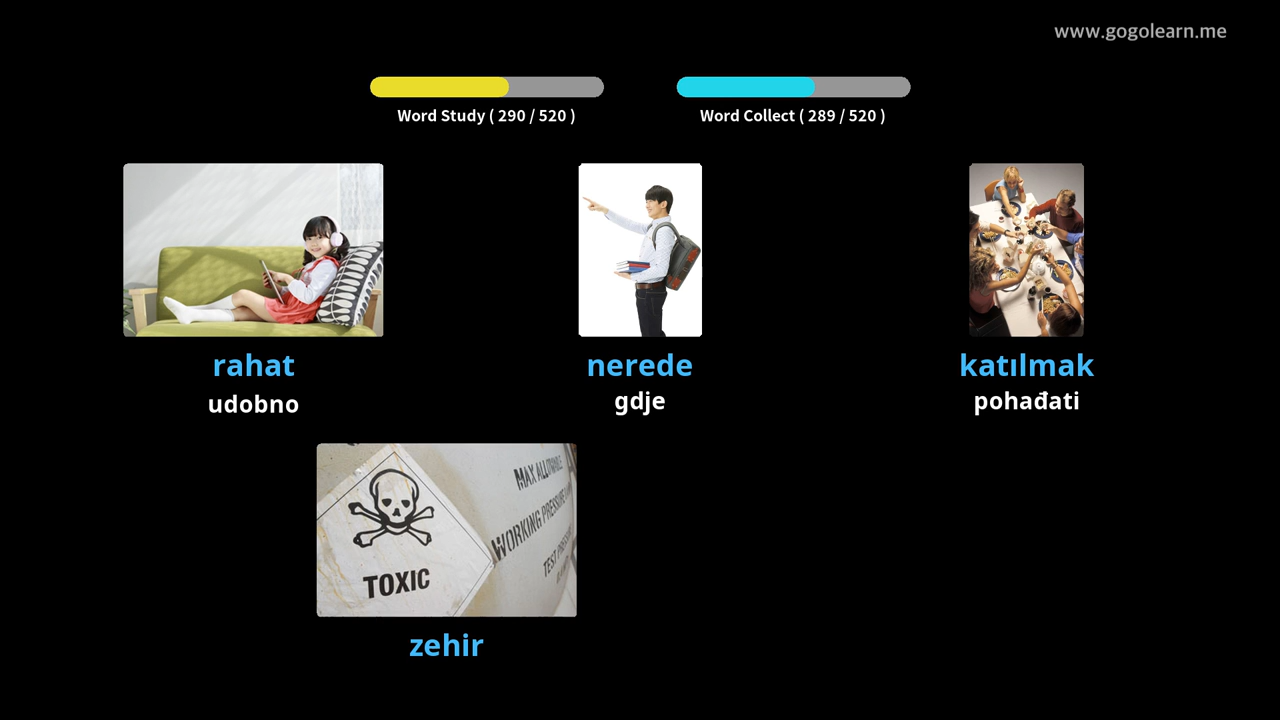 www.gogolearn.me
Word Study ( 290 / 520 )
Word Collect ( 289 / 520 )
rahat
udobno
nerede
gdje
katılmak
pohađati
TOXIC
MAX ALLOWABLE
WORKING PRESSURE
zehir